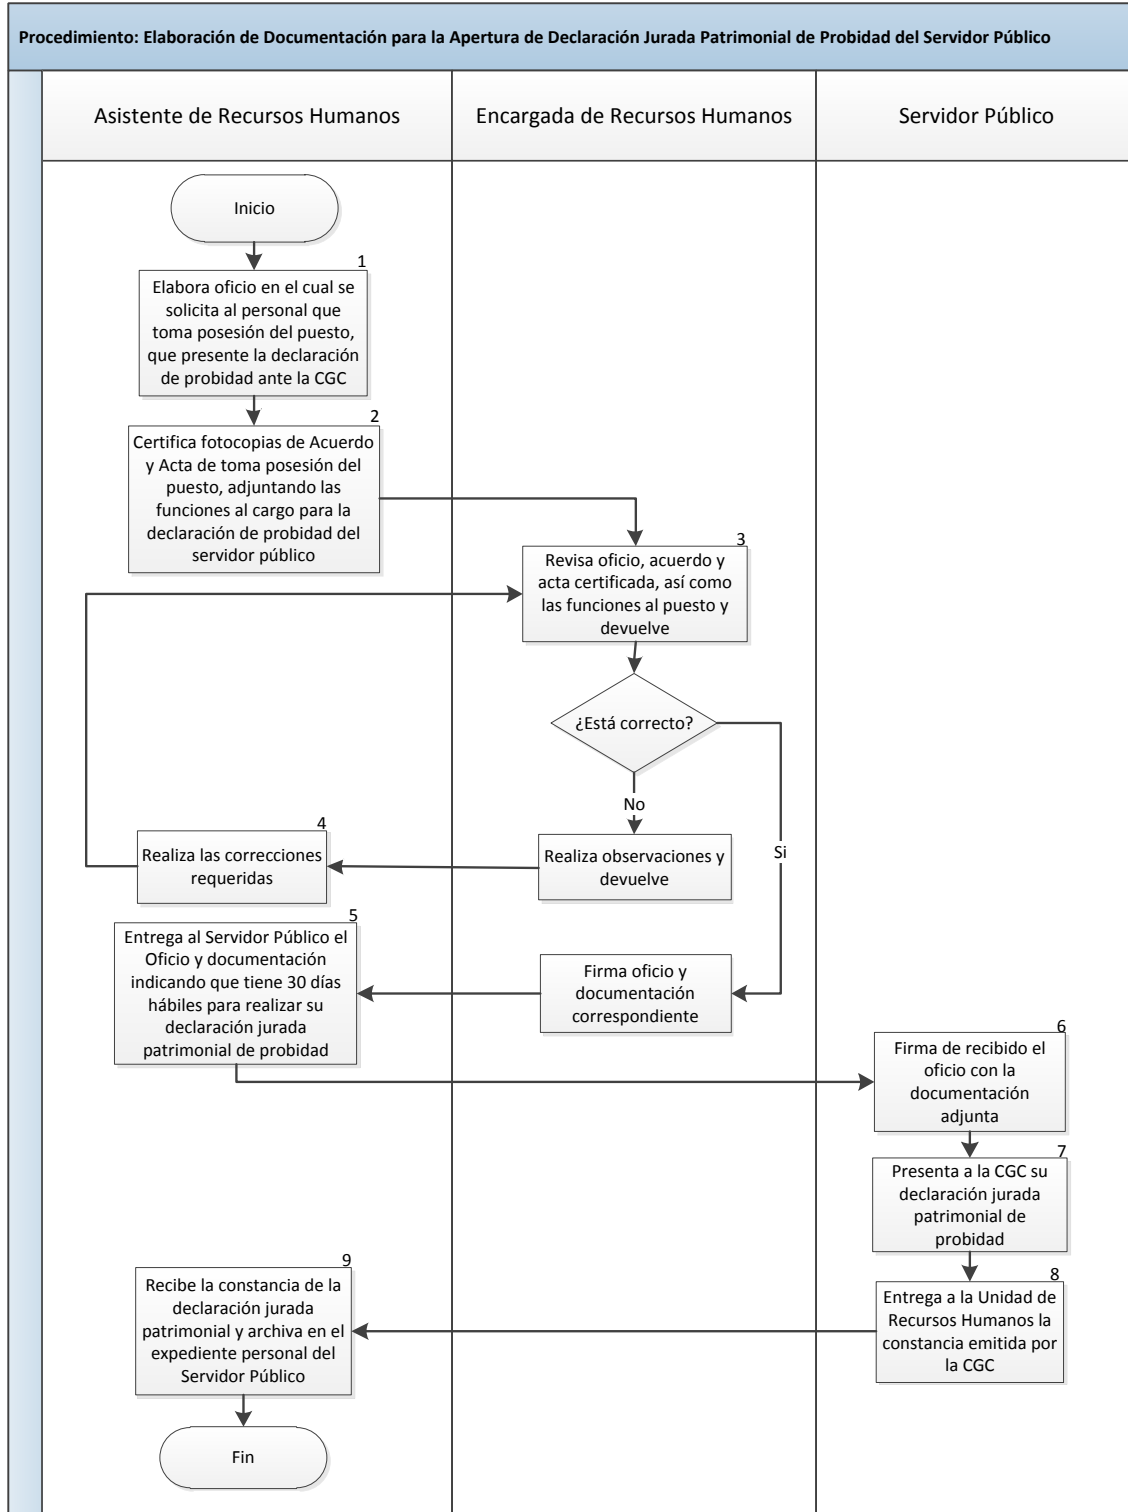 Procedimiento: Elaboración de Documentación para la Apertura de Declaración Jurada Patrimonial de Probidad del Servidor Público
Asistente de Recursos Humanos
Encargada de Recursos Humanos
Servidor Público
Inicio
1
Elabora oficio en el cual se
solicita al personal que
toma posesión del puesto,
que presente la declaración
de probidad ante la CGC
2
Certifica fotocopias de Acuerdo
y Acta de toma posesión del
puesto, adjuntando las
funciones al cargo para la
declaración de probidad del
servidor público
3
Revisa oficio, acuerdo y
acta certificada, así como
las funciones al puesto y
devuelve
¿Está correcto?
No
Si
Realiza observaciones y
devuelve
4
Realiza las correcciones
requeridas
Firma oficio y
documentación
correspondiente
5
Entrega al Servidor Público el
Oficio y documentación
indicando que tiene 30 días
hábiles para realizar su
declaración jurada
patrimonial de probidad
6
Firma de recibido el
oficio con la
documentación
adjunta
7
Presenta a la CGC su
declaración jurada
patrimonial de
probidad
8
Entrega a la Unidad de
Recursos Humanos la
constancia emitida por
la CGC
9
Recibe la constancia de la
declaración jurada
patrimonial y archiva en el
expediente personal del
Servidor Público
Fin